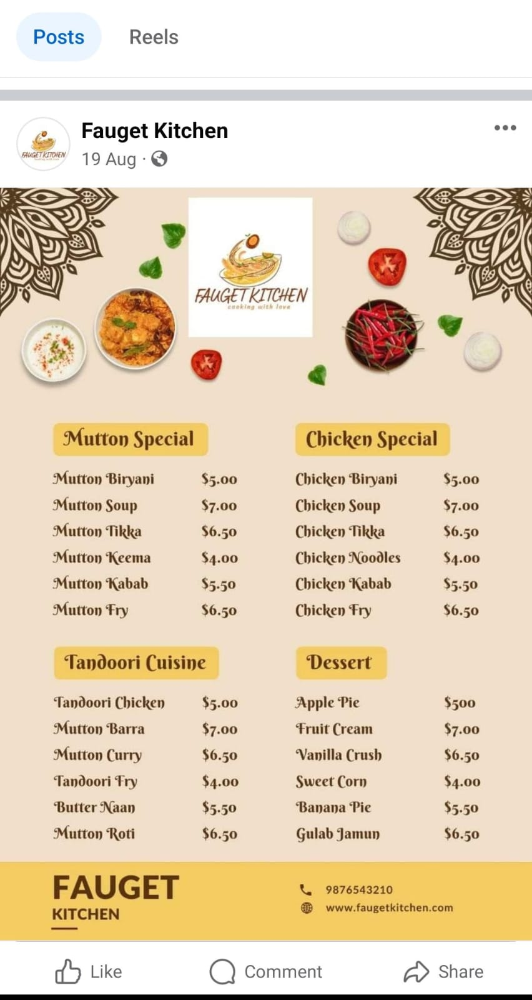 Posts Reels
Fauget Kitchen
19 Aug ·
FAUGET KITCHEN
cooking with love
FAUGET KITCHEN
cooking with love
Mutton Special
Mutton Biryani $5.00
Mutton Soup $7.00
Mutton Tikka $6.50
Mutton Keema $4.00
Mutton Kabab $5.50
Mutton Fry $6.50
Chicken Special
Chicken Biryani $5.00
Chicken Soup $7.00
Chicken Tikka $6.50
Chicken Noodles $4.00
Chicken Kabab $5.50
Chicken Fry $6.50
Tandoori Cuisine
Tandoori Chicken $5.00
Mutton Barra $7.00
Mutton Curry $6.50
Tandoori Fry $4.00
Butter Naan $5.50
Mutton Roti $6.50
Dessert
Apple Pie $500
Fruit Cream $7.00
Vanilla Crush $6.50
Sweet Corn $4.00
Banana Pie $5.50
Gulab Jamun $6.50
FAUGET
KITCHEN
9876543210
www.faugetkitchen.com
Like Comment Share